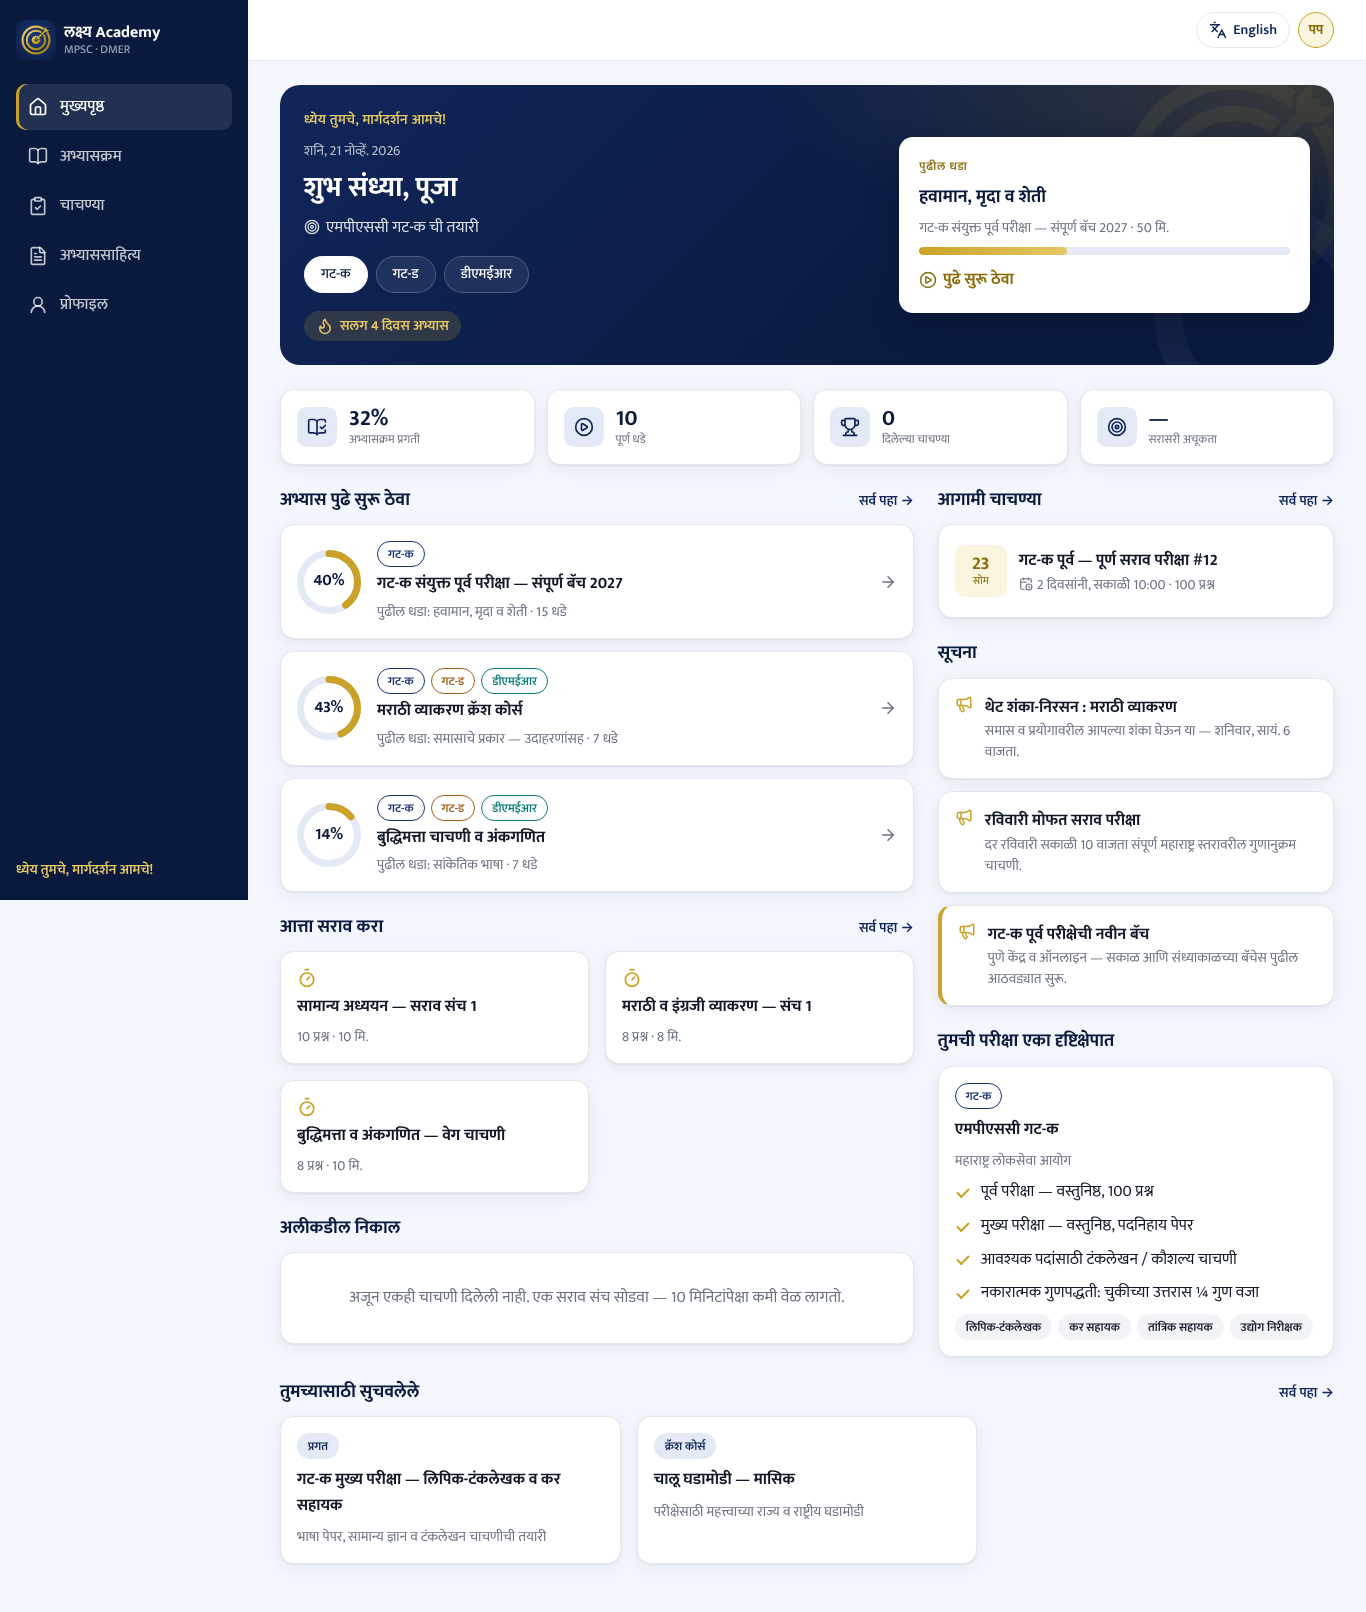 लक्ष्य Academy
MPSC · DMER
मुख्यपृष्ठ
अभ्यासक्रम
चाचण्या
अभ्याससाहित्य
प्रोफाइल
ध्येय तुमचे, मार्गदर्शन आमचे!
English
पप
ध्येय तुमचे, मार्गदर्शन आमचे!
शनि, 21 नोव्हें. 2026
शुभ संध्या, पूजा
एमपीएससी गट-क ची तयारी
गट-क
गट-ड
डीएमईआर
सलग 4 दिवस अभ्यास
पुढील धडा
हवामान, मृदा व शेती
गट-क संयुक्त पूर्व परीक्षा — संपूर्ण बॅच 2027 · 50 मि.
पुढे सुरू ठेवा
32%
अभ्यासक्रम प्रगती
10
पूर्ण धडे
0
दिलेल्या चाचण्या
—
सरासरी अचूकता
अभ्यास पुढे सुरू ठेवा
सर्व पहा →
40%
गट-क
गट-क संयुक्त पूर्व परीक्षा — संपूर्ण बॅच 2027
पुढील धडा: हवामान, मृदा व शेती · 15 धडे
43%
गट-क गट-ड डीएमईआर
मराठी व्याकरण क्रॅश कोर्स
पुढील धडा: समासाचे प्रकार — उदाहरणांसह · 7 धडे
14%
गट-क गट-ड डीएमईआर
बुद्धिमत्ता चाचणी व अंकगणित
पुढील धडा: सांकेतिक भाषा · 7 धडे
आत्ता सराव करा
सर्व पहा →
सामान्य अध्ययन — सराव संच 1
10 प्रश्न · 10 मि.
मराठी व इंग्रजी व्याकरण — संच 1
8 प्रश्न · 8 मि.
बुद्धिमत्ता व अंकगणित — वेग चाचणी
8 प्रश्न · 10 मि.
अलीकडील निकाल
अजून एकही चाचणी दिलेली नाही. एक सराव संच सोडवा — 10 मिनिटांपेक्षा कमी वेळ लागतो.
आगामी चाचण्या
सर्व पहा →
23
सोम
गट-क पूर्व — पूर्ण सराव परीक्षा #12
2 दिवसांनी, सकाळी 10:00 · 100 प्रश्न
सूचना
थेट शंका-निरसन : मराठी व्याकरण
समास व प्रयोगावरील आपल्या शंका घेऊन या — शनिवार, सायं. 6
वाजता.
रविवारी मोफत सराव परीक्षा
दर रविवारी सकाळी 10 वाजता संपूर्ण महाराष्ट्र स्तरावरील गुणानुक्रम
चाचणी.
गट-क पूर्व परीक्षेची नवीन बॅच
पुणे केंद्र व ऑनलाइन — सकाळ आणि संध्याकाळच्या बॅचेस पुढील
आठवड्यात सुरू.
तुमची परीक्षा एका दृष्टिक्षेपात
गट-क
एमपीएससी गट-क
महाराष्ट्र लोकसेवा आयोग
पूर्व परीक्षा — वस्तुनिष्ठ, 100 प्रश्न
मुख्य परीक्षा — वस्तुनिष्ठ, पदनिहाय पेपर
आवश्यक पदांसाठी टंकलेखन / कौशल्य चाचणी
नकारात्मक गुणपद्धती: चुकीच्या उत्तरास ¼ गुण वजा
लिपिक-टंकलेखक कर सहायक तांत्रिक सहायक उद्योग निरीक्षक
तुमच्यासाठी सुचवलेले
सर्व पहा →
प्रगत
गट-क मुख्य परीक्षा — लिपिक-टंकलेखक व कर
सहायक
भाषा पेपर, सामान्य ज्ञान व टंकलेखन चाचणीची तयारी
क्रॅश कोर्स
चालू घडामोडी — मासिक
परीक्षेसाठी महत्त्वाच्या राज्य व राष्ट्रीय घडामोडी